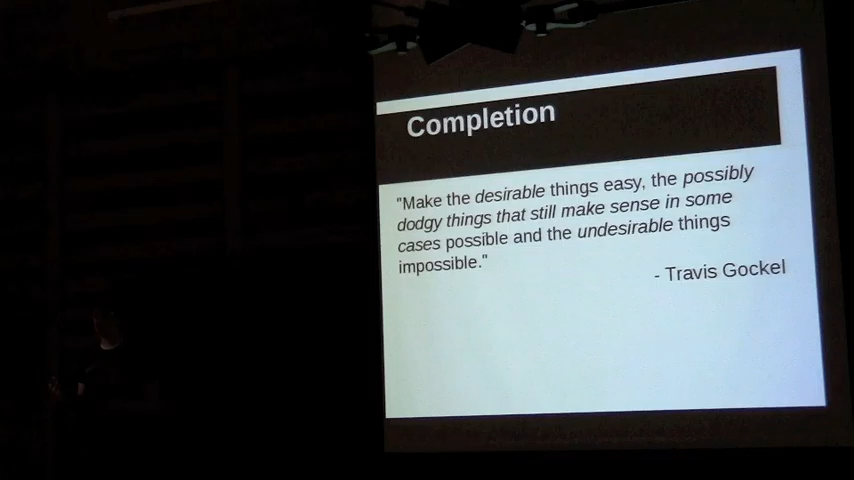 Completion
"Make the desirable things easy, the possibly
dodgy things that still make sense in some
cases possible and the undesirable things
impossible."
- Travis Gockel